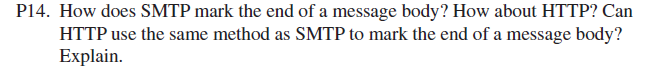 P14. How does SMTP mark the end of a message body? How about HTTP? Can
HTTP use the same method as SMTP to mark the end of a message body?
Explain.